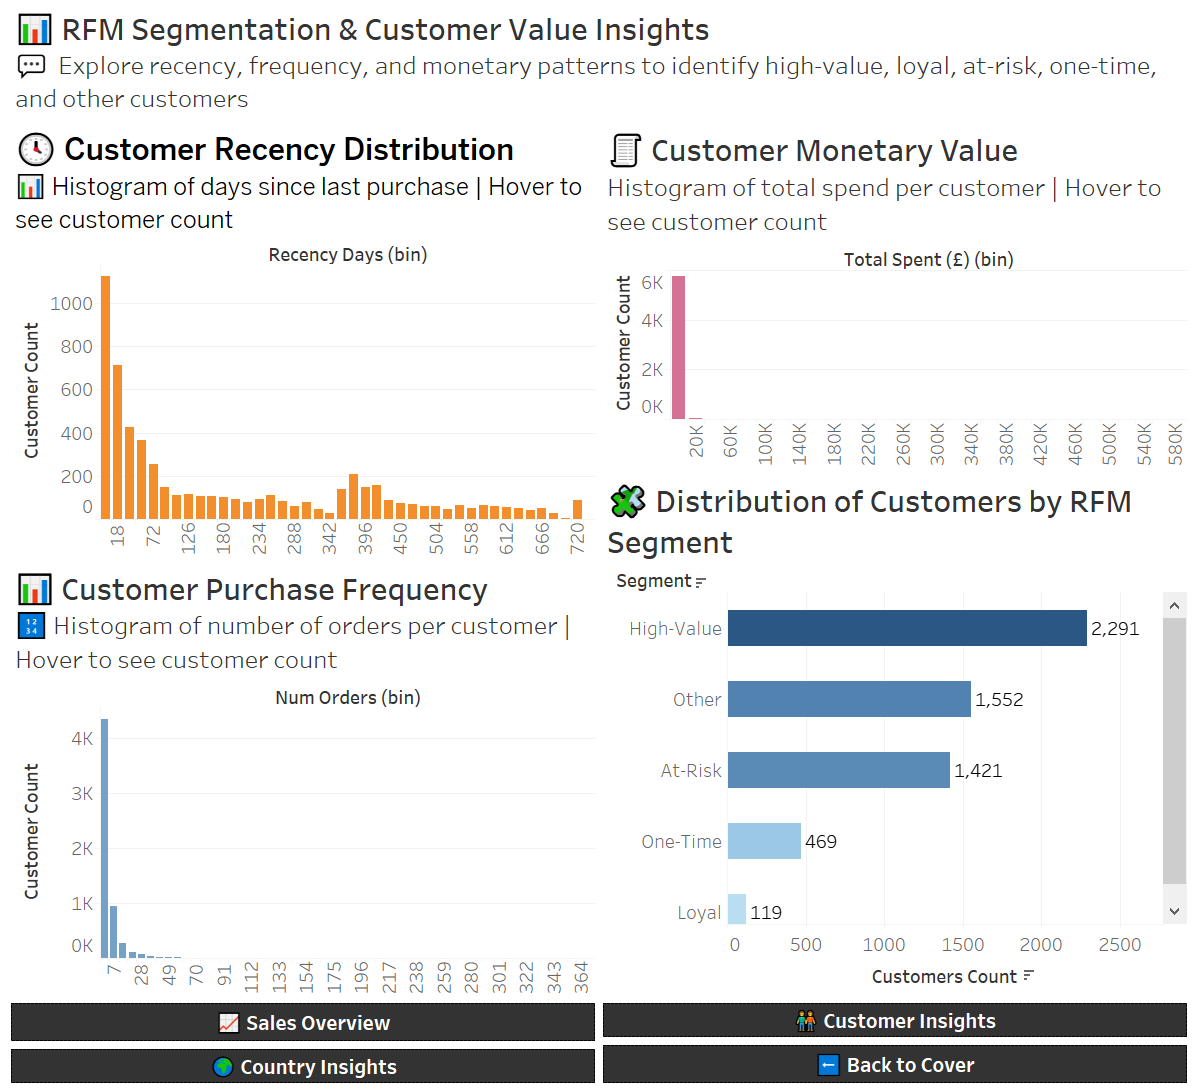 RFM Segmentation & Customer Value Insights
Explore recency, frequency, and monetary patterns to identify high-value, loyal, at-risk, one-time,
and other customers
Customer Recency Distribution
Histogram of days since last purchase | Hover to
see customer count
Recency Days (bin)
Customer Count
1000
800
600
400
200
0
18 72 126 180 234 288 342 396 450 504 558 612 666 720
Customer Purchase Frequency
Histogram of number of orders per customer |
Hover to see customer count
Num Orders (bin)
Customer Count
4K
3K
2K
1K
0K
7 28 49 70 91 112 133 154 175 196 217 238 259 280 301 322 343 364
Customer Monetary Value
Histogram of total spend per customer | Hover to
see customer count
Total Spent (£) (bin)
Customer Count
6K
4K
2K
0K
20K 60K 100K 140K 180K 220K 260K 300K 340K 380K 420K 460K 500K 540K 580K
Distribution of Customers by RFM
Segment
Segment
High-Value 2,291
Other 1,552
At-Risk 1,421
One-Time 469
Loyal 119
0 500 1000 1500 2000 2500
Customers Count
Sales Overview
Customer Insights
Country Insights
Back to Cover